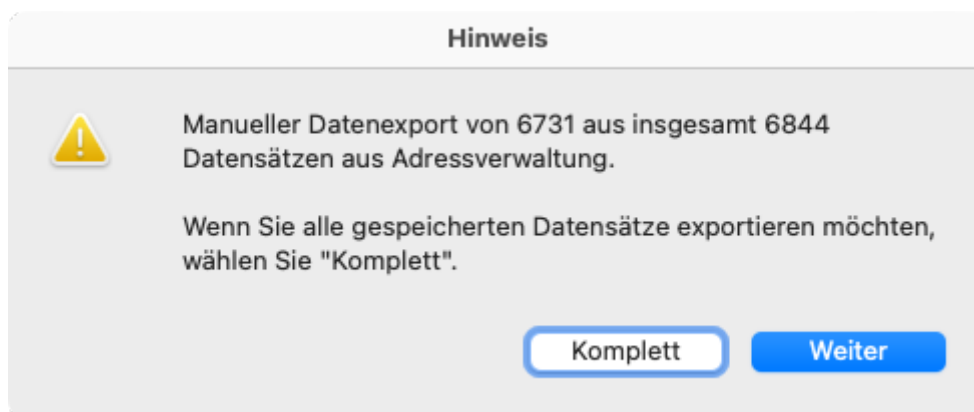 Hinweis
Manueller Datenexport von 6731 aus insgesamt 6844
Datensätzen aus Adressverwaltung.
Wenn Sie alle gespeicherten Datensätze exportieren möchten,
wählen Sie "Komplett".
Komplett
Weiter